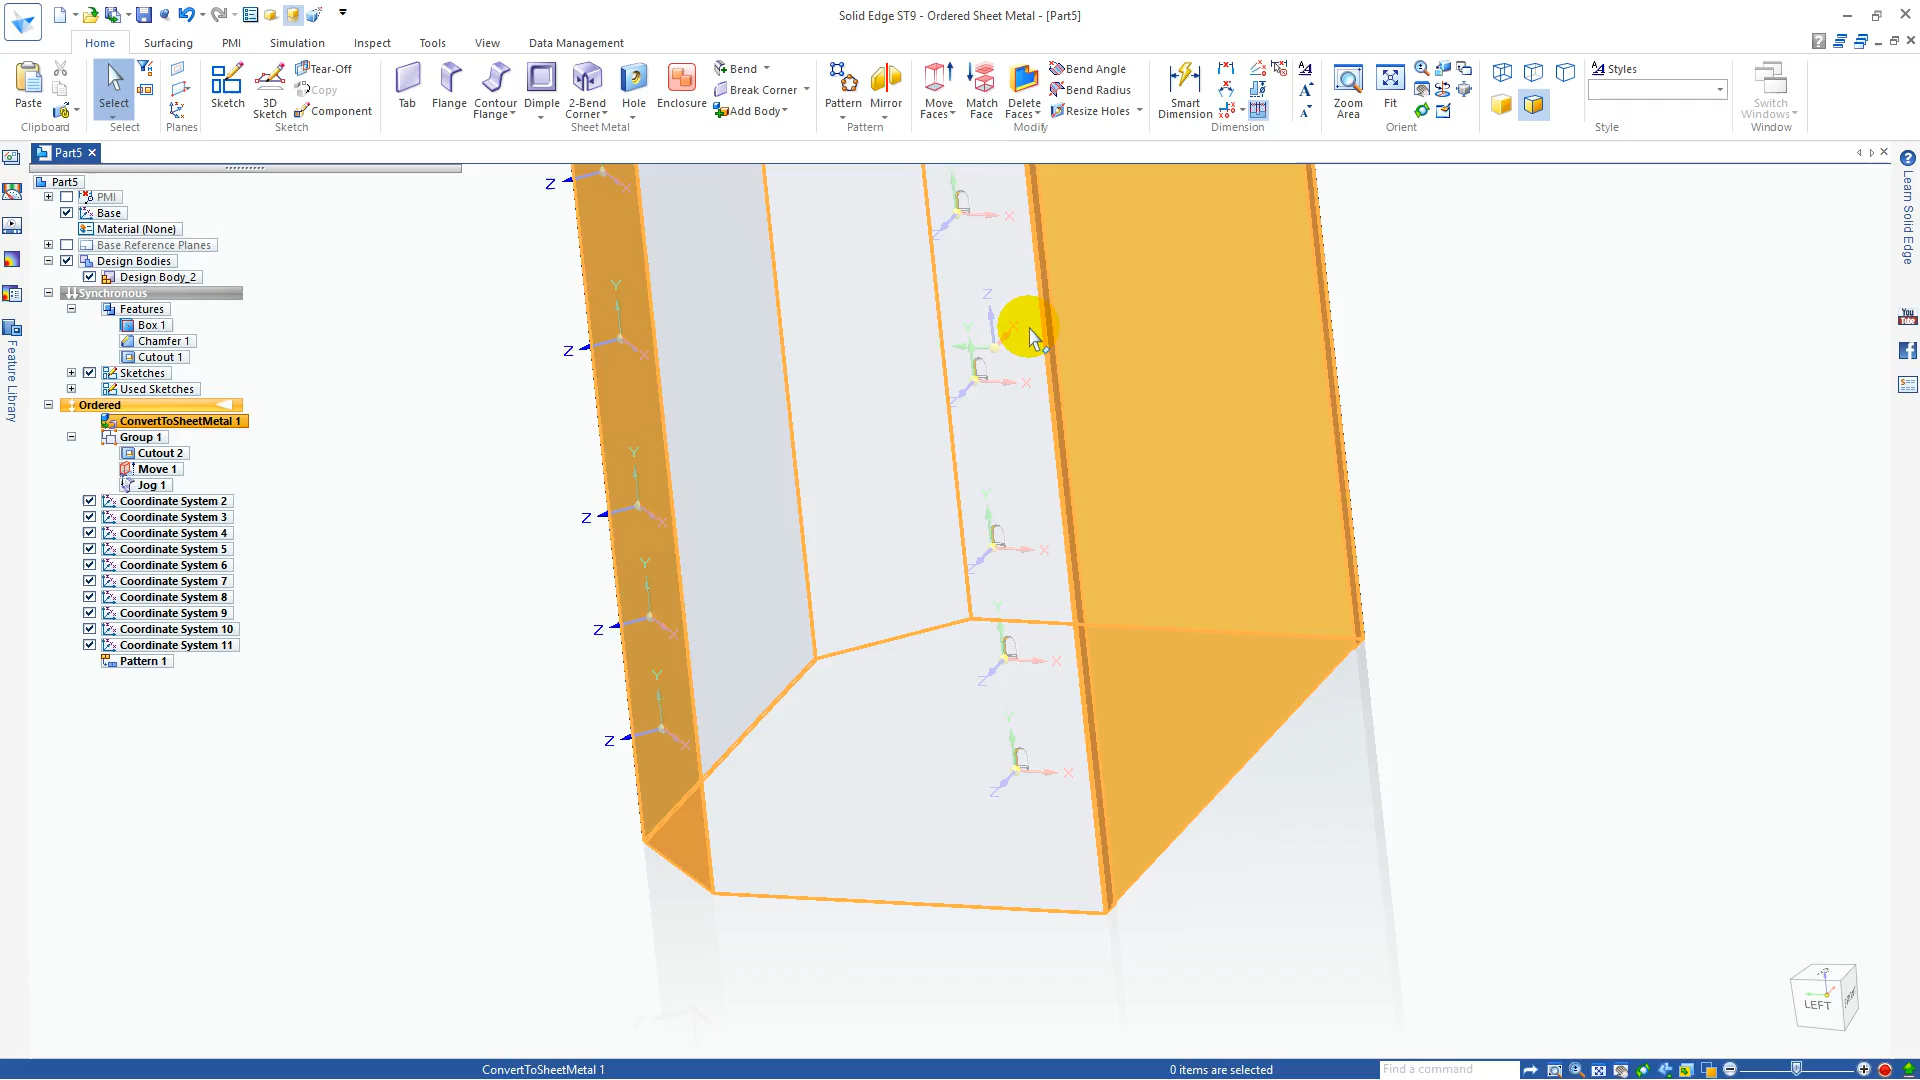 Solid Edge ST9 - Ordered Sheet Metal - [Part5]
Home Surfacing PMI Simulation Inspect Tools View Data Management
Paste
Clipboard
Select
Select
Planes
Sketch
3D Sketch
Tear-Off
Copy
Component
Sketch
Tab
Flange
Contour Flange
Dimple
2-Bend Corner
Hole
Enclosure
Bend
Break Corner
Add Body
Sheet Metal
Pattern
Mirror
Pattern
Move Faces
Match Face
Delete Faces
Bend Angle
Bend Radius
Resize Holes
Modify
Smart Dimension
Dimension
Zoom Area
Fit
Orient
Styles
Style
Switch Windows
Window
Part5
Part5
PMI
Base
Material (None)
Base Reference Planes
Design Bodies
Design Body_2
Synchronous
Features
Box 1
Chamfer 1
Cutout 1
Sketches
Used Sketches
Ordered
ConvertToSheetMetal 1
Group 1
Cutout 2
Move 1
Jog 1
Coordinate System 2
Coordinate System 3
Coordinate System 4
Coordinate System 5
Coordinate System 6
Coordinate System 7
Coordinate System 8
Coordinate System 9
Coordinate System 10
Coordinate System 11
Pattern 1
Feature Library
Learn Solid Edge
You Tube
Z
X
Z
Y
Z
X
Y
Z
X
Y
Z
X
Y
Z
X
X
Z
Z
X
Y
X
Z
Y
X
Z
Y
X
Z
Y
X
Z
LEFT
ConvertToSheetMetal 1
0 items are selected
Find a command